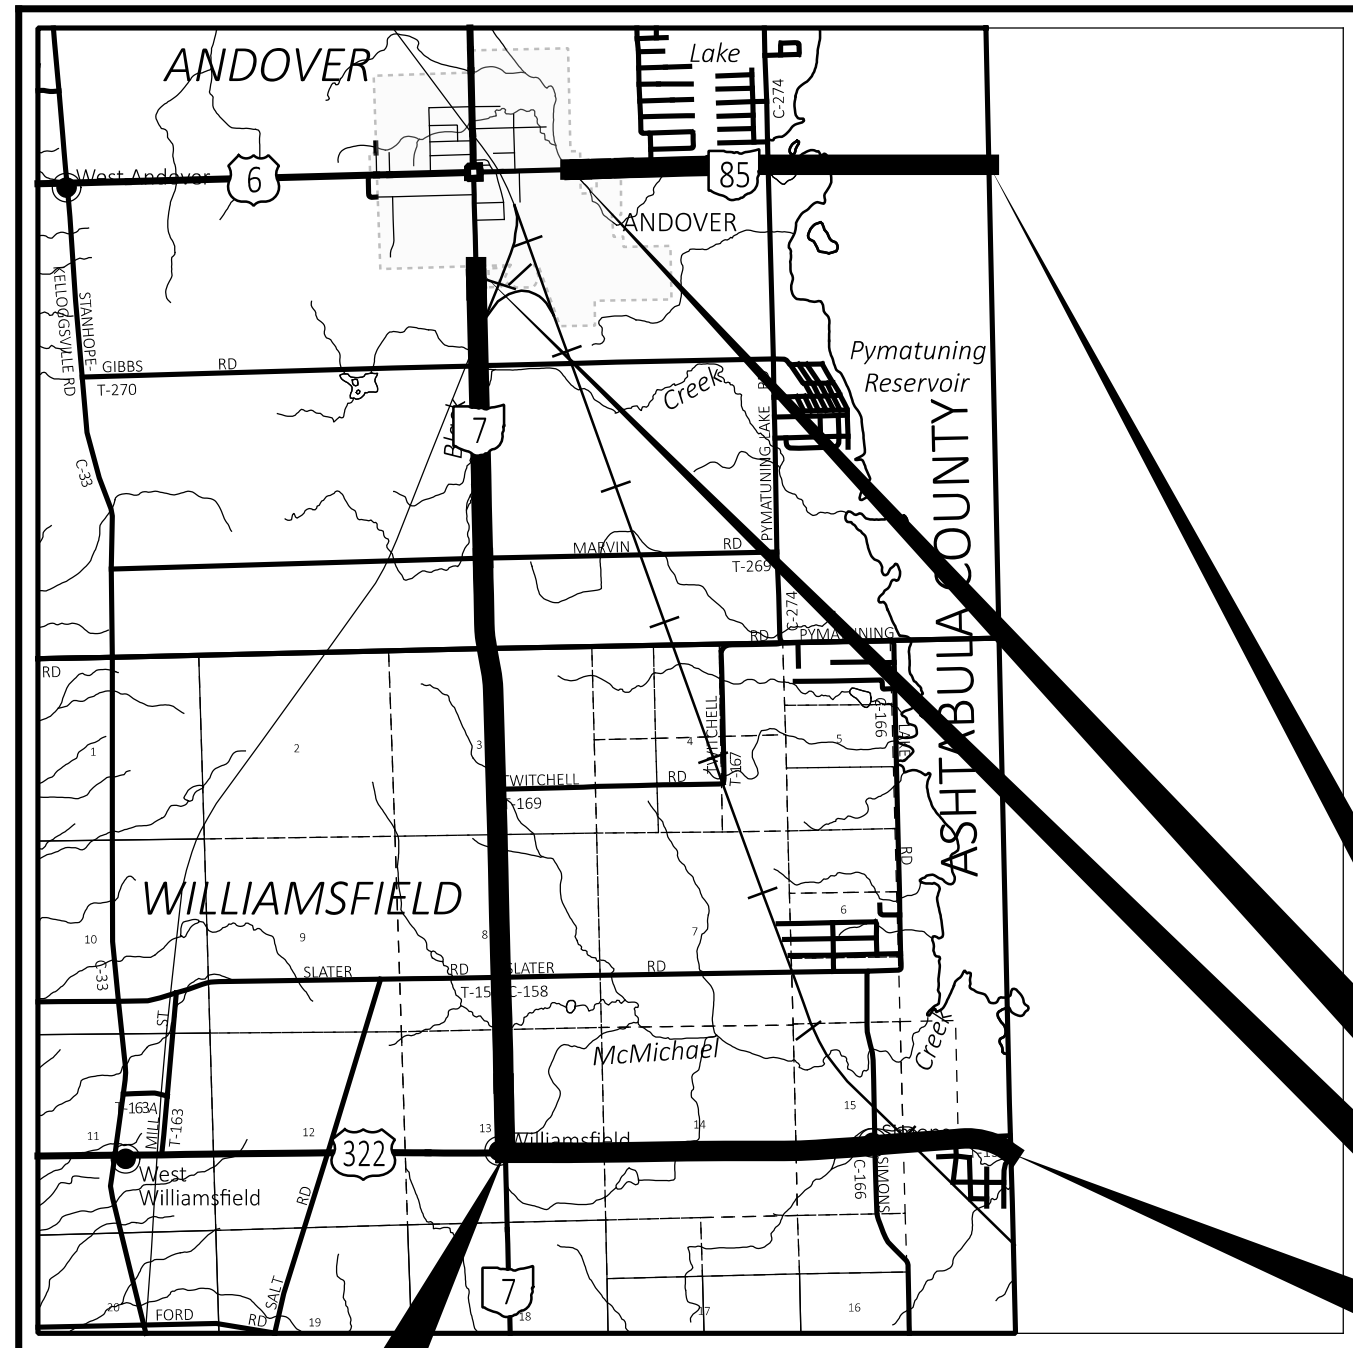 ANDOVER
Lake
C-274
West Andover
6
85
ANDOVER
KELLOGGSVILLE RD
STANHOPE-
GIBBS
RD
T-270
Pymatuning
Reservoir
Creek
7
C-33
PYMATUNING LAKE
ASHTABULA COUNTY
MARVIN
RD
T-269
C-274
RD
PYMATUNING
RD
1
2
3
4
5
TWITCHELL
T-167
C-166
LAKE
TWITCHELL
RD
T-169
RD
WILLIAMSFIELD
10
9
8
7
6
C-33
SLATER
RD
SLATER
RD
C-158
ST
McMichael
Creek
T-163A
MILL
T-163
11
12
13
14
15
Williamsfield
322
West
Williamsfield
RD
C-166
SIMONS
SALT
7
20
FORD
RD
19
18
17
16